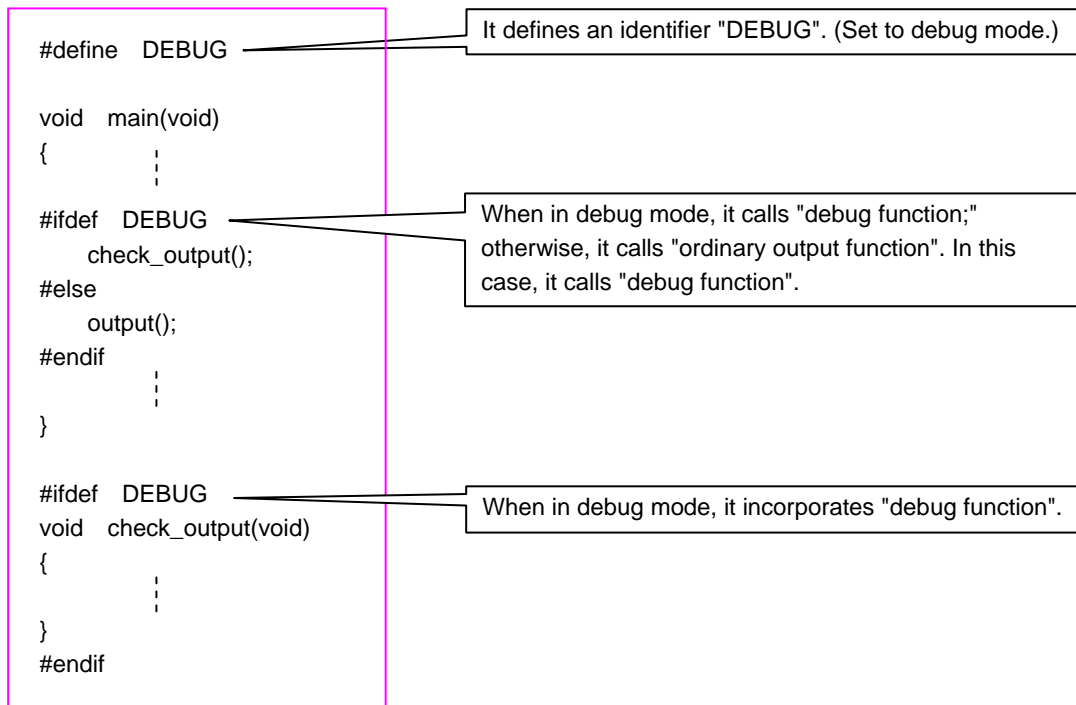 #define DEBUG
It defines an identifier "DEBUG". (Set to debug mode.)
void main(void)
{
#ifdef DEBUG
When in debug mode, it calls "debug function;"
otherwise, it calls "ordinary output function". In this
case, it calls "debug function".
check_output();
#else
output();
#endif
}
#ifdef DEBUG
When in debug mode, it incorporates "debug function".
void check_output(void)
{
}
#endif